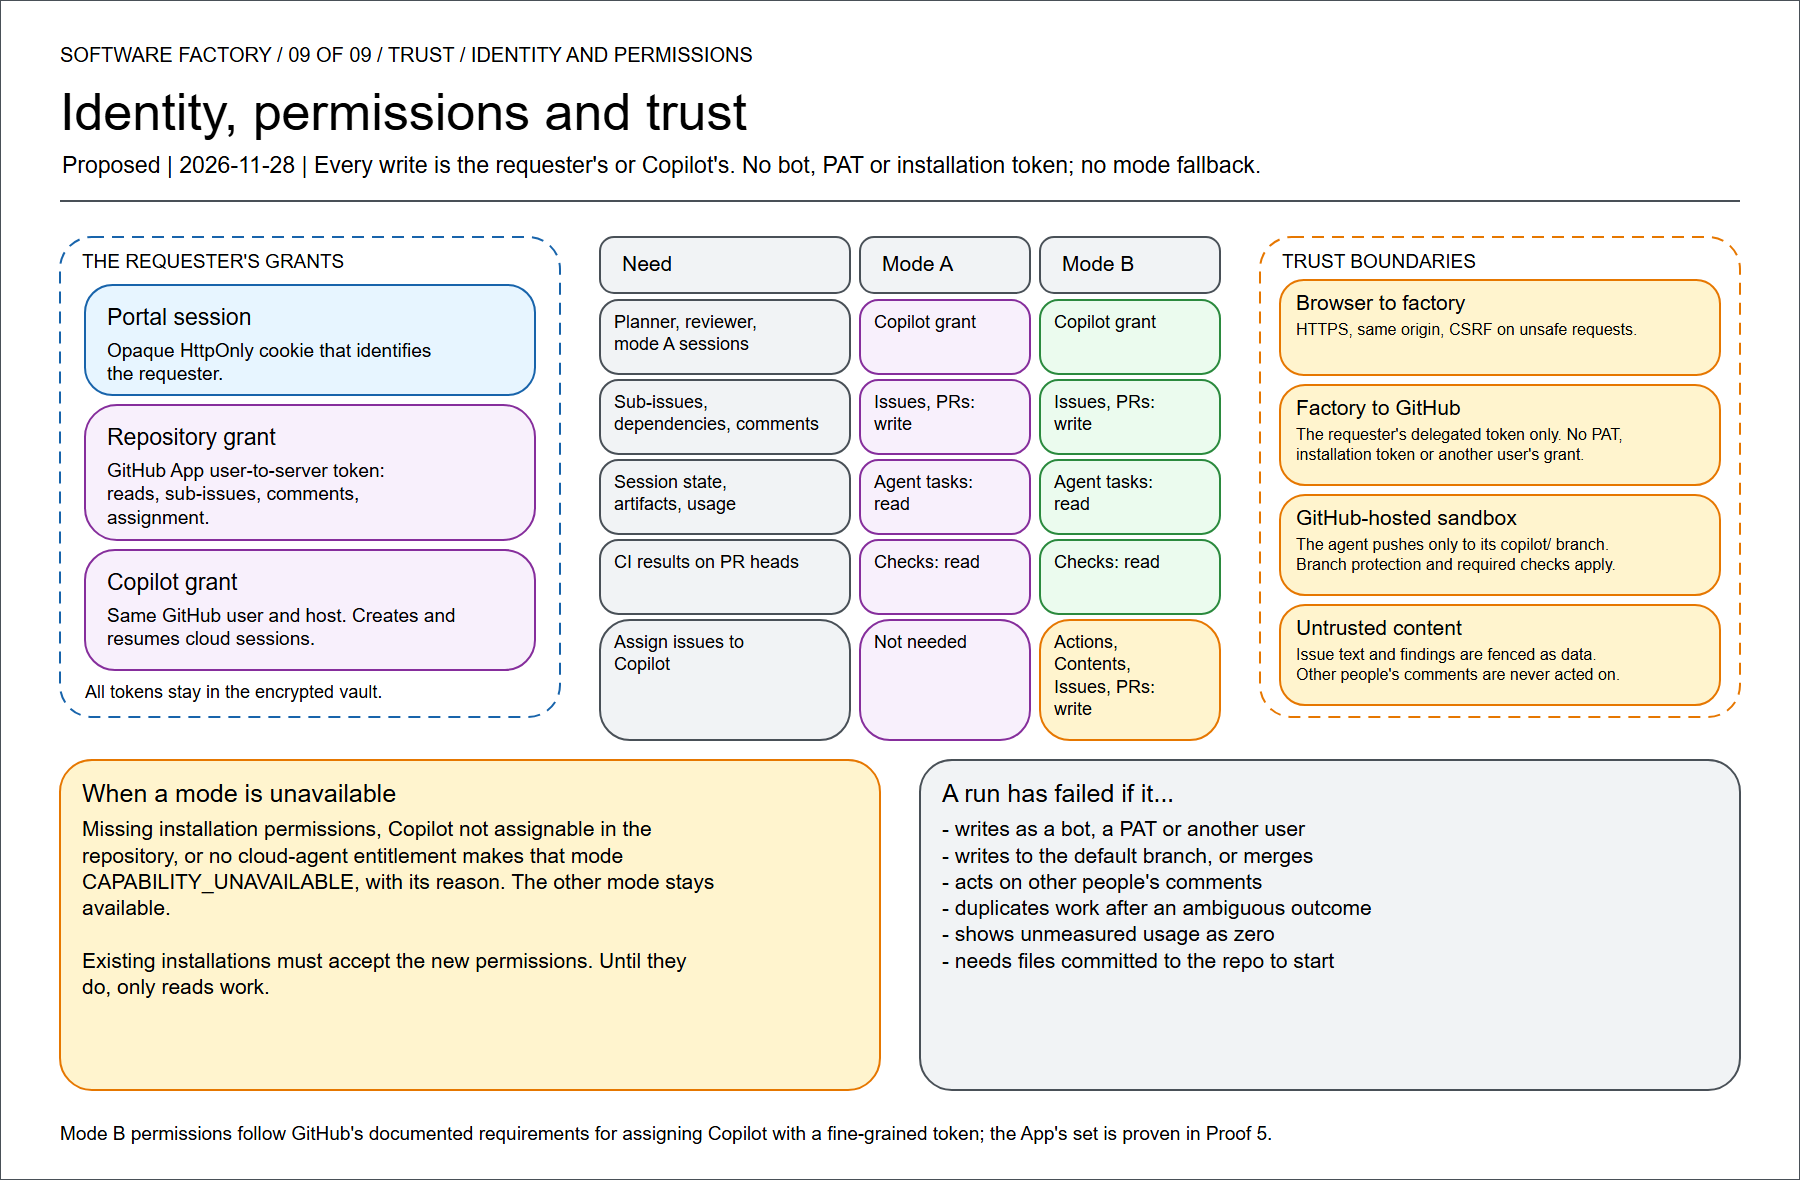 SOFTWARE FACTORY / 09 OF 09 / TRUST / IDENTITY AND PERMISSIONS
Identity, permissions and trust
Proposed | 2026-11-28 | Every write is the requester's or Copilot's. No bot, PAT or installation token; no mode fallback.
THE REQUESTER'S GRANTS
Portal session
Opaque HttpOnly cookie that identifies
the requester.
Repository grant
GitHub App user-to-server token:
reads, sub-issues, comments,
assignment.
Copilot grant
Same GitHub user and host. Creates and
resumes cloud sessions.
All tokens stay in the encrypted vault.
Need
Mode A
Mode B
Planner, reviewer,
mode A sessions
Copilot grant
Copilot grant
Sub-issues,
dependencies, comments
Issues, PRs:
write
Issues, PRs:
write
Session state,
artifacts, usage
Agent tasks:
read
Agent tasks:
read
CI results on PR heads
Checks: read
Checks: read
Assign issues to
Copilot
Not needed
Actions,
Contents,
Issues, PRs:
write
TRUST BOUNDARIES
Browser to factory
HTTPS, same origin, CSRF on unsafe requests.
Factory to GitHub
The requester's delegated token only. No PAT,
installation token or another user's grant.
GitHub-hosted sandbox
The agent pushes only to its copilot/ branch.
Branch protection and required checks apply.
Untrusted content
Issue text and findings are fenced as data.
Other people's comments are never acted on.
When a mode is unavailable
Missing installation permissions, Copilot not assignable in the
repository, or no cloud-agent entitlement makes that mode
CAPABILITY_UNAVAILABLE, with its reason. The other mode stays
available.
Existing installations must accept the new permissions. Until they
do, only reads work.
A run has failed if it...
- writes as a bot, a PAT or another user
- writes to the default branch, or merges
- acts on other people's comments
- duplicates work after an ambiguous outcome
- shows unmeasured usage as zero
- needs files committed to the repo to start
Mode B permissions follow GitHub's documented requirements for assigning Copilot with a fine-grained token; the App's set is proven in Proof 5.